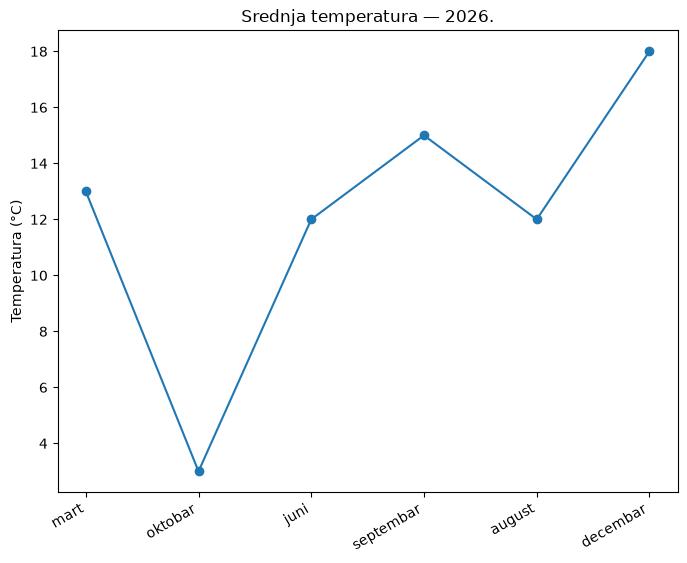 Srednja temperatura — 2026.
Temperatura (°C)
18
16
14
12
10
8
6
4
mart
oktobar
juni
septembar
august
decembar